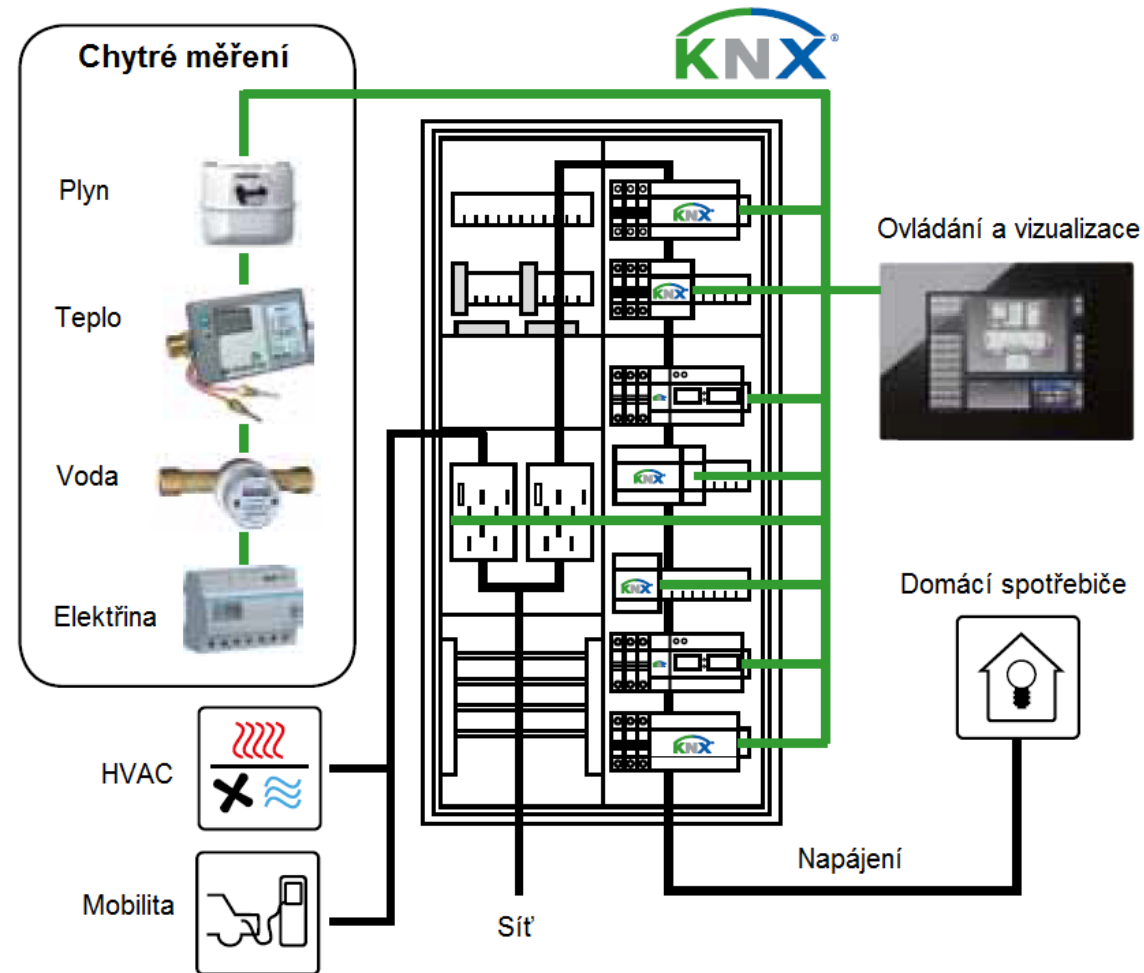 Chytré měření
KNX®
Plyn
Teplo
Voda
Elektřina
KNX
KNX
KNX
KNX
KNX
Ovládání a vizualizace
Domácí spotřebiče
HVAC
Mobilita
Síť
Napájení